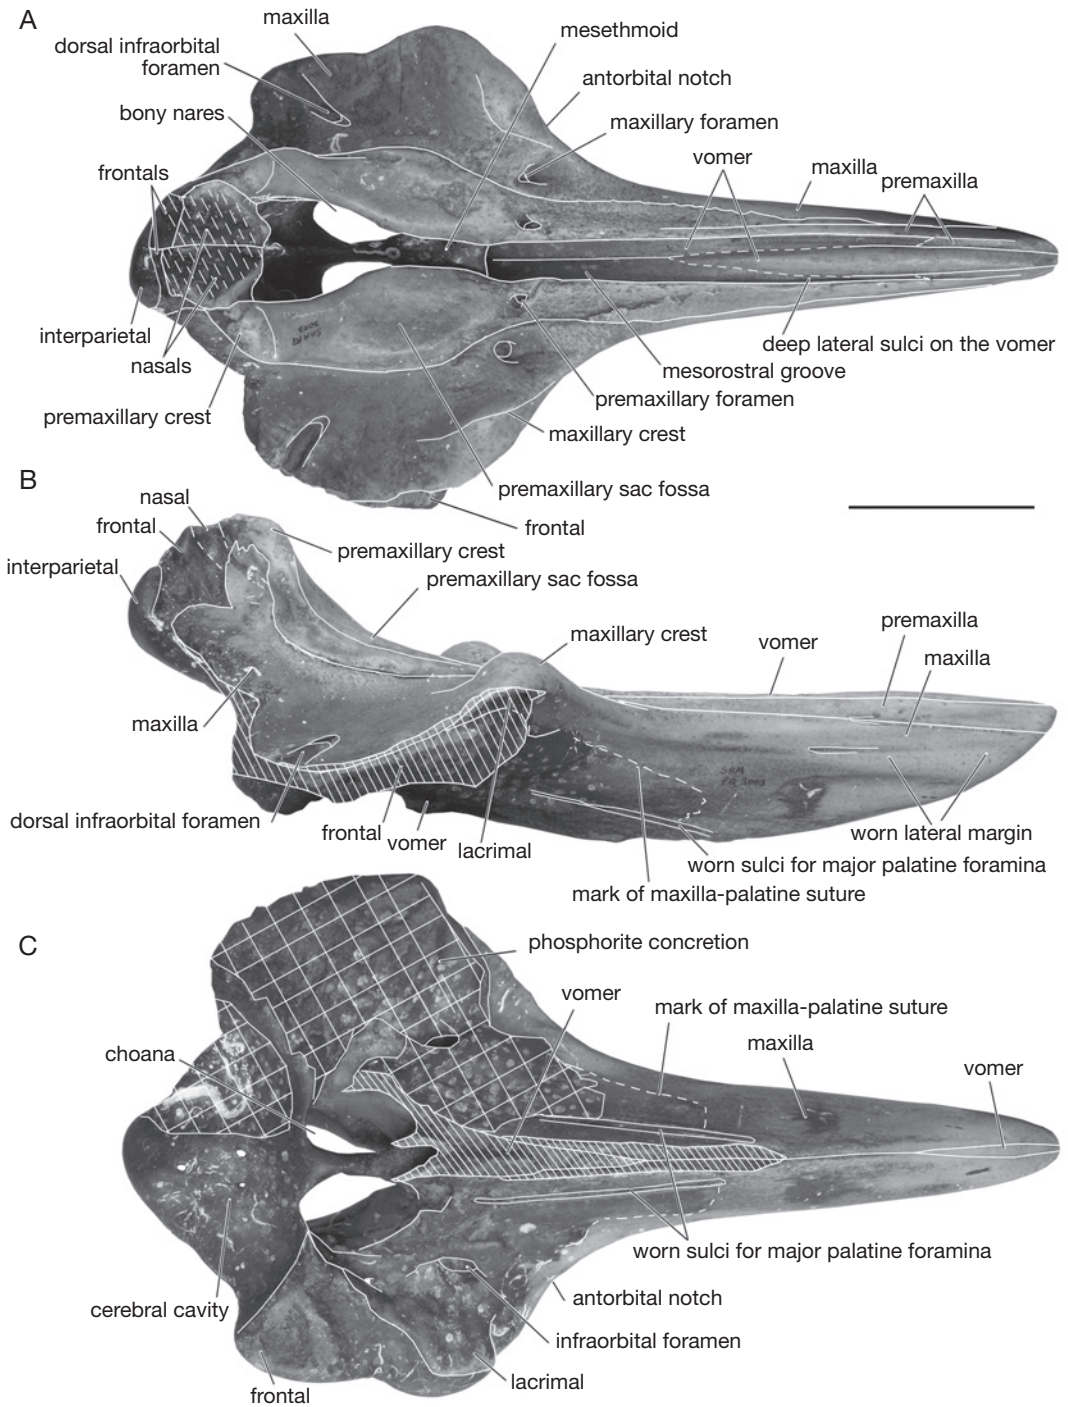 A
maxilla
dorsal infraorbital
foramen
bony nares
mesethmoid
antorbital notch
maxillary foramen
vomer
maxilla
premaxilla
frontals
interparietal
nasals
premaxillary crest
deep lateral sulci on the vomer
mesorostral groove
premaxillary foramen
maxillary crest
premaxillary sac fossa
frontal
B
nasal
frontal
interparietal
premaxillary crest
premaxillary sac fossa
maxillary crest
vomer
premaxilla
maxilla
maxilla
SAM
PQ 3003
dorsal infraorbital foramen
frontal
vomer
lacrimal
worn lateral margin
worn sulci for major palatine foramina
mark of maxilla-palatine suture
C
phosphorite concretion
vomer
mark of maxilla-palatine suture
maxilla
vomer
choana
worn sulci for major palatine foramina
cerebral cavity
antorbital notch
infraorbital foramen
lacrimal
frontal